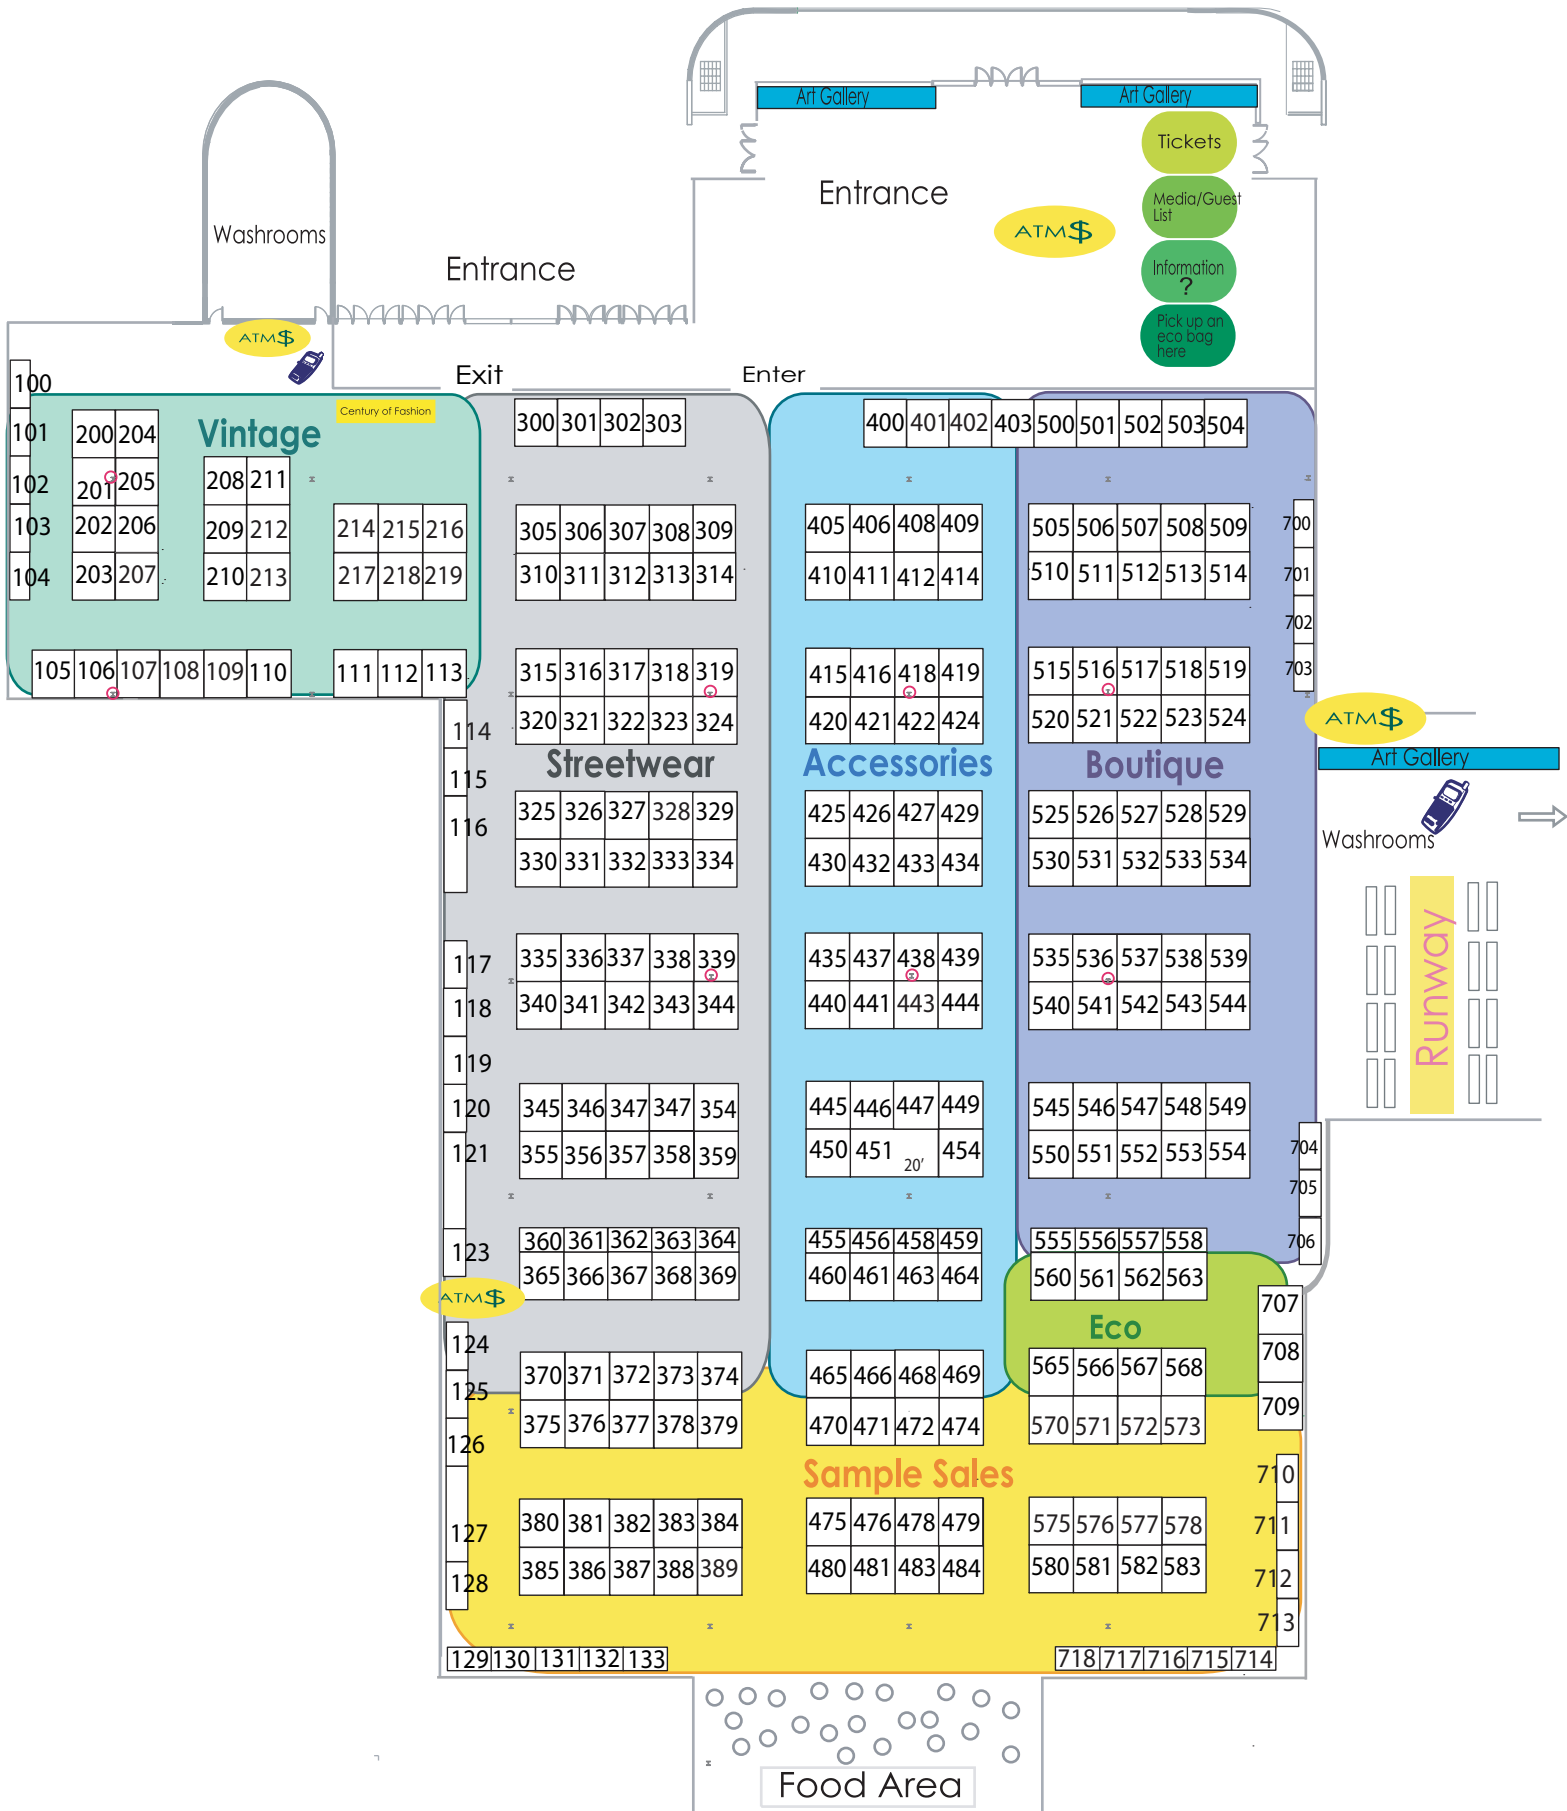 Art Gallery
Art Gallery
Tickets
Media/Guest
List
Information
?
Pick up an
eco bag
here
Entrance
ATM$
Washrooms
Entrance
ATM$
Exit
Enter
Century of Fashion
Vintage
100
101
102
103
104
200 204
201 205
202 206
203 207
208 211
209 212
210 213
214 215 216
217 218 219
105 106 107 108 109 110
111 112 113
300 301 302 303
400 401 402 403 500 501 502 503 504
305 306 307 308 309
310 311 312 313 314
405 406 408 409
410 411 412 414
505 506 507 508 509
510 511 512 513 514
700
701
702
703
315 316 317 318 319
320 321 322 323 324
415 416 418 419
420 421 422 424
515 516 517 518 519
520 521 522 523 524
114
115
116
Streetwear
Accessories
Boutique
ATM$
Art Gallery
Washrooms
Runway
325 326 327 328 329
330 331 332 333 334
425 426 427 429
430 432 433 434
525 526 527 528 529
530 531 532 533 534
117
118
119
120
121
123
335 336 337 338 339
340 341 342 343 344
435 437 438 439
440 441 443 444
535 536 537 538 539
540 541 542 543 544
345 346 347 347 354
355 356 357 358 359
445 446 447 449
450 451 20' 454
545 546 547 548 549
550 551 552 553 554
704
705
706
360 361 362 363 364
365 366 367 368 369
455 456 458 459
460 461 463 464
555 556 557 558
560 561 562 563
ATM$
Eco
707
708
709
124
125
126
127
128
370 371 372 373 374
375 376 377 378 379
465 466 468 469
470 471 472 474
565 566 567 568
570 571 572 573
Sample Sales
710
711
712
713
380 381 382 383 384
385 386 387 388 389
475 476 478 479
480 481 483 484
575 576 577 578
580 581 582 583
129 130 131 132 133
718 717 716 715 714
Food Area